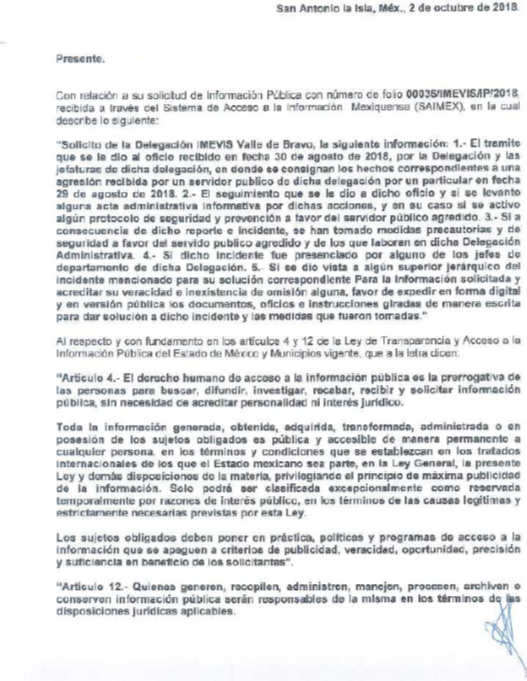 San Antonio la Isla, Méx., 2 de octubre de 2018.
Presente.
Con relación a su solicitud de Información Pública con número de folio 00036/IMEVIS/IP/2018,
recibida a través del Sistema de Acceso a la Información Mexiquense (SAIMEX), en la cual
describe lo siguiente:
"Solicito de la Delegación IMEVIS Valle de Bravo, la siguiente información: 1.- El tramite
que se le dio al oficio recibido en fecha 30 de agosto de 2018, por la Delegación y las
jefaturas de dicha delegación, en donde se consignan los hechos correspondientes a una
agresión recibida por un servidor publico de dicha delegación por un particular en fecha
29 de agosto de 2018. 2.- El seguimiento que se le dio a dicho oficio y si se levanto
alguna acta administrativa informativa por dichas acciones, y en su caso si se activo
algún protocolo de seguridad y prevención a favor del servidor público agredido. 3.- Si a
consecuencia de dicho reporte e incidente, se han tomado medidas precautorias y de
seguridad a favor del servido publico agredido y de los que laboran en dicha Delegación
Administrativa. 4.- Si dicho incidente fue presenciado por alguno de los jefes de
departamento de dicha Delegación. 5.- Si se dio vista a algún superior jerárquico del
incidente mencionado para su solución correspondiente Para la información solicitada y
acreditar su veracidad e inexistencia de omisión alguna, favor de expedir en forma digital
y en versión pública los documentos, oficios e instrucciones giradas de manera escrita
para dar solución a dicho incidente y las medidas que fueron tomadas."
Al respecto y con fundamento en los artículos 4 y 12 de la Ley de Transparencia y Acceso a la
Información Pública del Estado de México y Municipios vigente, que a la letra dicen:
"Artículo 4.- El derecho humano de acceso a la información pública es la prerrogativa de
las personas para buscar, difundir, investigar, recabar, recibir y solicitar información
pública, sin necesidad de acreditar personalidad ni interés jurídico.
Toda la información generada, obtenida, adquirida, transformada, administrada o en
posesión de los sujetos obligados es pública y accesible de manera permanente a
cualquier persona, en los términos y condiciones que se establezcan en los tratados
internacionales de los que el Estado mexicano sea parte, en la Ley General, la presente
Ley y demás disposiciones de la materia, privilegiando el principio de máxima publicidad
de la información. Solo podrá ser clasificada excepcionalmente como reservada
temporalmente por razones de interés público, en los términos de las causas legitimas y
estrictamente necesarias previstas por esta Ley.
Los sujetos obligados deben poner en práctica, políticas y programas de acceso a la
información que se apeguen a criterios de publicidad, veracidad, oportunidad, precisión
y suficiencia en beneficio de los solicitantes".
"Artículo 12.- Quienes generen, recopilen, administren, manejen, procesen, archiven o
conserven información pública serán responsables de la misma en los términos de las
disposiciones jurídicas aplicables.